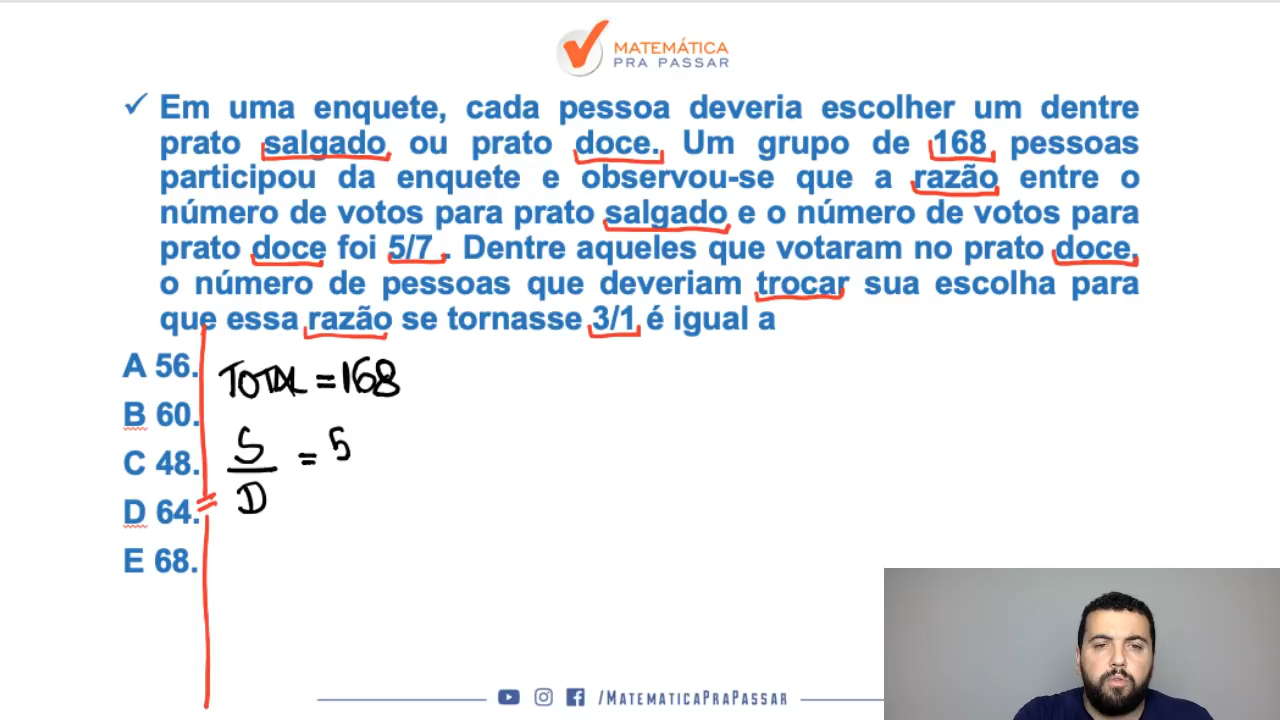 MATEMÁTICA
PRA PASSAR
✓ Em uma enquete, cada pessoa deveria escolher um dentre
prato salgado ou prato doce. Um grupo de 168 pessoas
participou da enquete e observou-se que a razão entre o
número de votos para prato salgado e o número de votos para
prato doce foi 5/7 . Dentre aqueles que votaram no prato doce,
o número de pessoas que deveriam trocar sua escolha para
que essa razão se tornasse 3/1 é igual a
A 56.
B 60.
C 48.
D 64.
E 68.
TOTAL = 168
S
= 5
D
/MATEMATICAPRAPASSAR